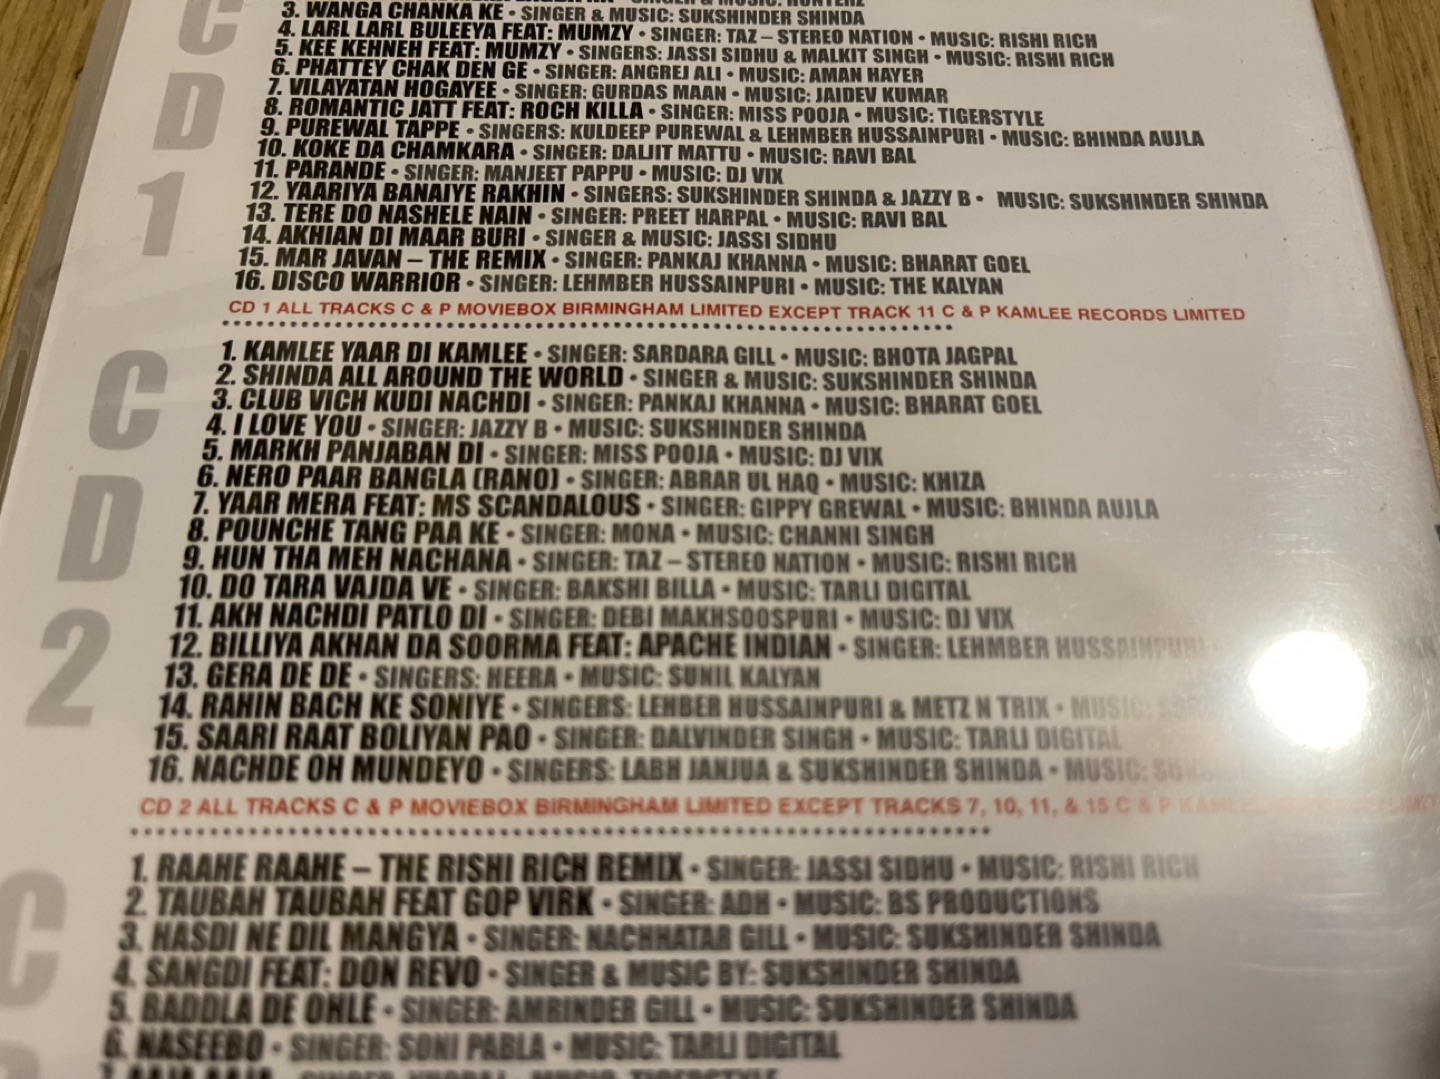 CD 1
3. WANGA CHANKA KE • SINGER & MUSIC: SUKSHINDER SHINDA
4. LARL LARL BULEEYA FEAT: MUMZY • SINGER: TAZ – STEREO NATION • MUSIC: RISHI RICH
5. KEE KEHNEH FEAT: MUMZY • SINGERS: JASSI SIDHU & MALKIT SINGH • MUSIC: RISHI RICH
6. PHATTEY CHAK DEN GE • SINGER: ANGREJ ALI • MUSIC: AMAN HAYER
7. VILAYATAN HOGAYEE • SINGER: GURDAS MAAN • MUSIC: JAIDEV KUMAR
8. ROMANTIC JATT FEAT: ROCH KILLA • SINGER: MISS POOJA • MUSIC: TIGERSTYLE
9. PUREWAL TAPPE • SINGERS: KULDEEP PUREWAL & LEHMBER HUSSAINPURI • MUSIC: BHINDA AUJLA
10. KOKE DA CHAMKARA • SINGER: DALJIT MATTU • MUSIC: RAVI BAL
11. PARANDE • SINGER: MANJEET PAPPU • MUSIC: DJ VIX
12. YAARIYA BANAIYE RAKHIN • SINGERS: SUKSHINDER SHINDA & JAZZY B • MUSIC: SUKSHINDER SHINDA
13. TERE DO NASHELE NAIN • SINGER: PREET HARPAL • MUSIC: RAVI BAL
14. AKHIAN DI MAAR BURI • SINGER & MUSIC: JASSI SIDHU
15. MAR JAVAN – THE REMIX • SINGER: PANKAJ KHANNA • MUSIC: BHARAT GOEL
16. DISCO WARRIOR • SINGER: LEHMBER HUSSAINPURI • MUSIC: THE KALYAN
CD 1 ALL TRACKS C & P MOVIEBOX BIRMINGHAM LIMITED EXCEPT TRACK 11 C & P KAMLEE RECORDS LIMITED
CD 2
1. KAMLEE YAAR DI KAMLEE • SINGER: SARDARA GILL • MUSIC: BHOTA JAGPAL
2. SHINDA ALL AROUND THE WORLD • SINGER & MUSIC: SUKSHINDER SHINDA
3. CLUB VICH KUDI NACHDI • SINGER: PANKAJ KHANNA • MUSIC: BHARAT GOEL
4. I LOVE YOU • SINGER: JAZZY B • MUSIC: SUKSHINDER SHINDA
5. MARKH PANJABAN DI • SINGER: MISS POOJA • MUSIC: DJ VIX
6. NERO PAAR BANGLA (RANO) • SINGER: ABRAR UL HAQ • MUSIC: KHIZA
7. YAAR MERA FEAT: MS SCANDALOUS • SINGER: GIPPY GREWAL • MUSIC: BHINDA AUJLA
8. POUNCHE TANG PAA KE • SINGER: MONA • MUSIC: CHANNI SINGH
9. HUN THA MEH NACHANA • SINGER: TAZ – STEREO NATION • MUSIC: RISHI RICH
10. DO TARA VAJDA VE • SINGER: BAKSHI BILLA • MUSIC: TARLI DIGITAL
11. AKH NACHDI PATLO DI • SINGER: DEBI MAKHSOOSPURI • MUSIC: DJ VIX
12. BILLIYA AKHAN DA SOORMA FEAT: APACHE INDIAN • SINGER: LEHMBER HUSSAINPURI
13. GERA DE DE • SINGERS: HEERA • MUSIC: SUNIL KALYAN
14. RAHIN BACH KE SONIYE • SINGERS: LEHBER HUSSAINPURI & METZ N TRIX • MUSIC:
15. SAARI RAAT BOLIYAN PAO • SINGER: DALVINDER SINGH • MUSIC: TARLI DIGITAL
16. NACHDE OH MUNDEYO • SINGERS: LABH JANJUA & SUKSHINDER SHINDA • MUSIC:
CD 2 ALL TRACKS C & P MOVIEBOX BIRMINGHAM LIMITED EXCEPT TRACKS 7, 10, 11, & 15 C & P
C
1. RAAHE RAAHE – THE RISHI RICH REMIX • SINGER: JASSI SIDHU • MUSIC: RISHI RICH
2. TAUBAH TAUBAH FEAT GOP VIRK • SINGER: ADH • MUSIC: BS PRODUCTIONS
3. HASDI NE DIL MANGYA • SINGER: NACHHATAR GILL • MUSIC: SUKSHINDER SHINDA
4. SANGDI FEAT: DON REVO • SINGER & MUSIC BY: SUKSHINDER SHINDA
5. BADDLA DE OHLE • SINGER: AMRINDER GILL • MUSIC: SUKSHINDER SHINDA
6. NASEEBO • SINGER: SONI PABLA • MUSIC: TARLI DIGITAL